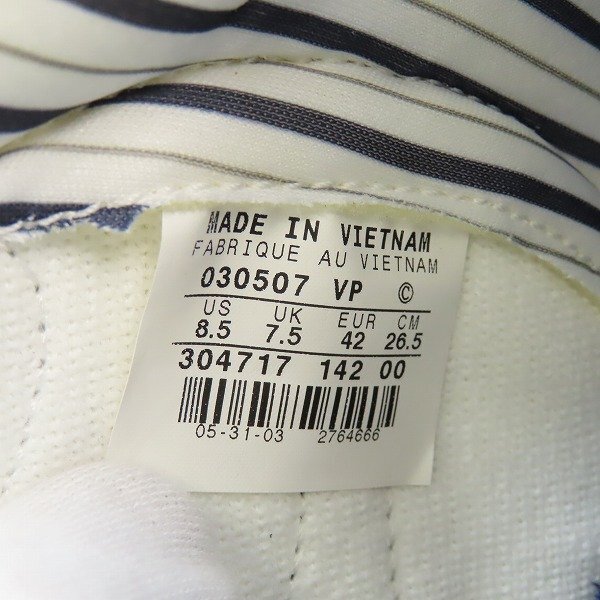 MADE IN VIETNAM
FABRIQUE AU VIETNAM
030507 VP ©
US UK EUR CM
8.5 7.5 42 26.5
304717 142 00
05-31-03 2764666